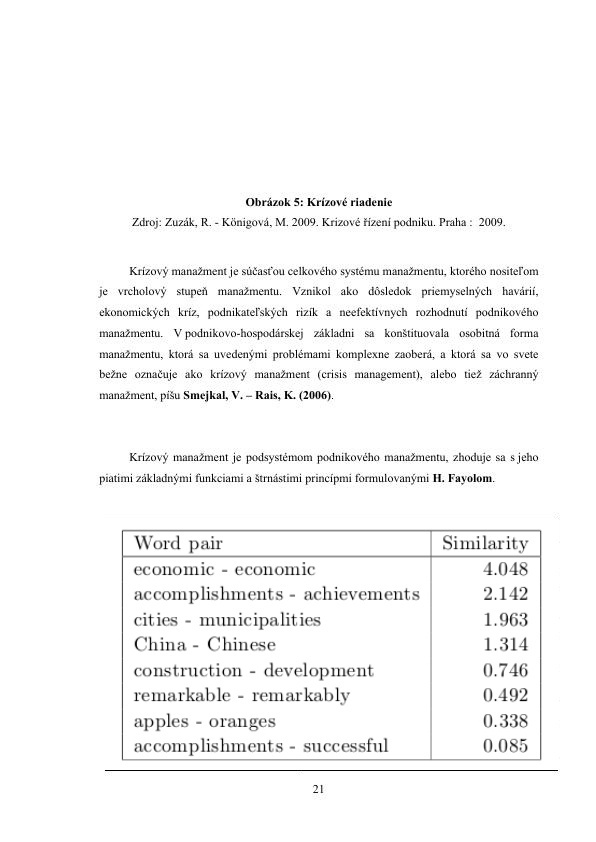 Obrázok 5: Krízové riadenie
Zdroj: Zuzák, R. - Königová, M. 2009. Krizové řízení podniku. Praha : 2009.
Krízový manažment je súčasťou celkového systému manažmentu, ktorého nositeľom
je vrcholový stupeň manažmentu. Vznikol ako dôsledok priemyselných havárií,
ekonomických kríz, podnikateľských rizík a neefektívnych rozhodnutí podnikového
manažmentu. V podnikovo-hospodárskej základni sa konštituovala osobitná forma
manažmentu, ktorá sa uvedenými problémami komplexne zaoberá, a ktorá sa vo svete
bežne označuje ako krízový manažment (crisis management), alebo tiež záchranný
manažment, píšu Smejkal, V. – Rais, K. (2006).
Krízový manažment je podsystémom podnikového manažmentu, zhoduje sa s jeho
piatimi základnými funkciami a štrnástimi princípmi formulovanými H. Fayolom.
Word pair Similarity
economic - economic 4.048
accomplishments - achievements 2.142
cities - municipalities 1.963
China - Chinese 1.314
construction - development 0.746
remarkable - remarkably 0.492
apples - oranges 0.338
accomplishments - successful 0.085
21